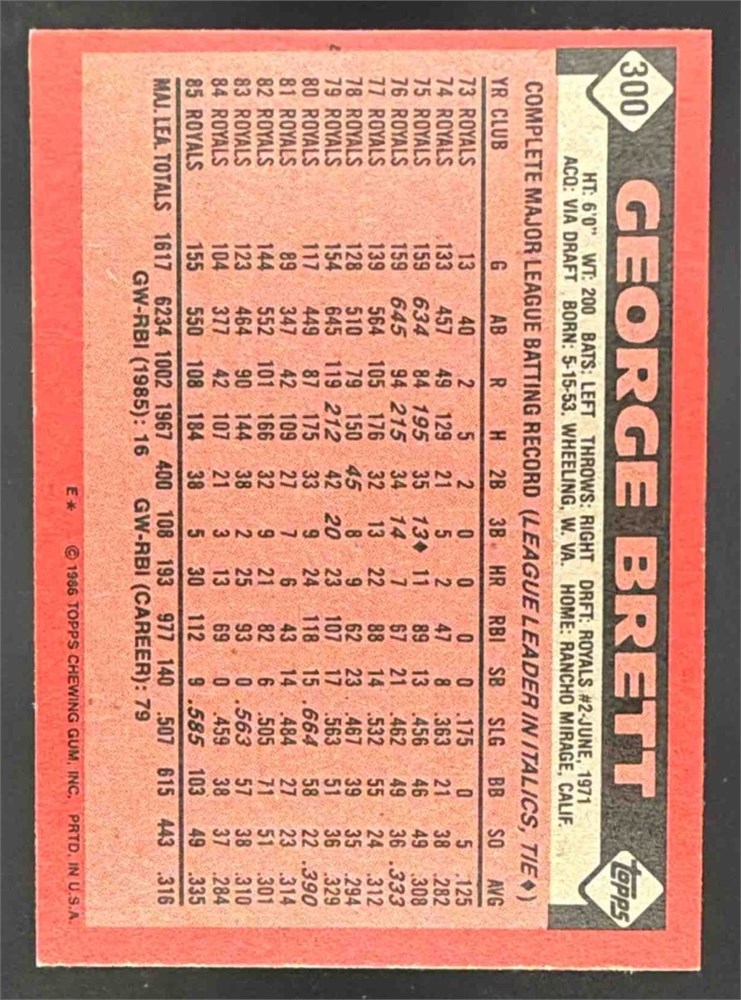 300
GEORGE BRETT
topps
HT: 6'0" WT: 200 BATS: LEFT THROWS: RIGHT DRFT: ROYALS #2-JUNE, 1971
ACQ: VIA DRAFT BORN: 5-15-53, WHEELING, W. VA. HOME: RANCHO MIRAGE, CALIF.
COMPLETE MAJOR LEAGUE BATTING RECORD (LEAGUE LEADER IN ITALICS, TIE♦)
YR CLUB G AB R H 2B 3B HR RBI SB SLG BB SO AVG
73 ROYALS 13 40 2 5 2 0 0 0 0 .175 0 5 .125
74 ROYALS 133 457 49 129 21 5 2 47 8 .363 21 38 .282
75 ROYALS 159 634 84 195 35 13♦ 11 89 13 .456 46 49 .308
76 ROYALS 159 645 94 215 34 14 7 67 21 .462 49 36 .333
77 ROYALS 139 564 105 176 32 13 22 88 14 .532 55 24 .312
78 ROYALS 128 510 79 150 45 8 9 62 23 .467 39 35 .294
79 ROYALS 154 645 119 212 42 20 23 107 17 .563 51 36 .329
80 ROYALS 117 449 87 175 33 9 24 118 15 .664 58 22 .390
81 ROYALS 89 347 42 109 27 7 6 43 14 .484 27 23 .314
82 ROYALS 144 552 101 166 32 9 21 82 6 .505 71 51 .301
83 ROYALS 123 464 90 144 38 2 25 93 0 .563 57 38 .310
84 ROYALS 104 377 42 107 21 3 13 69 0 .459 38 37 .284
85 ROYALS 155 550 108 184 38 5 30 112 9 .585 103 49 .335
MAJ. LEA. TOTALS 1617 6234 1002 1967 400 108 193 977 140 .507 615 443 .316
GW-RBI (1985): 16 GW-RBI (CAREER): 79
E* © 1986 TOPPS CHEWING GUM, INC. PRTD. IN U.S.A.